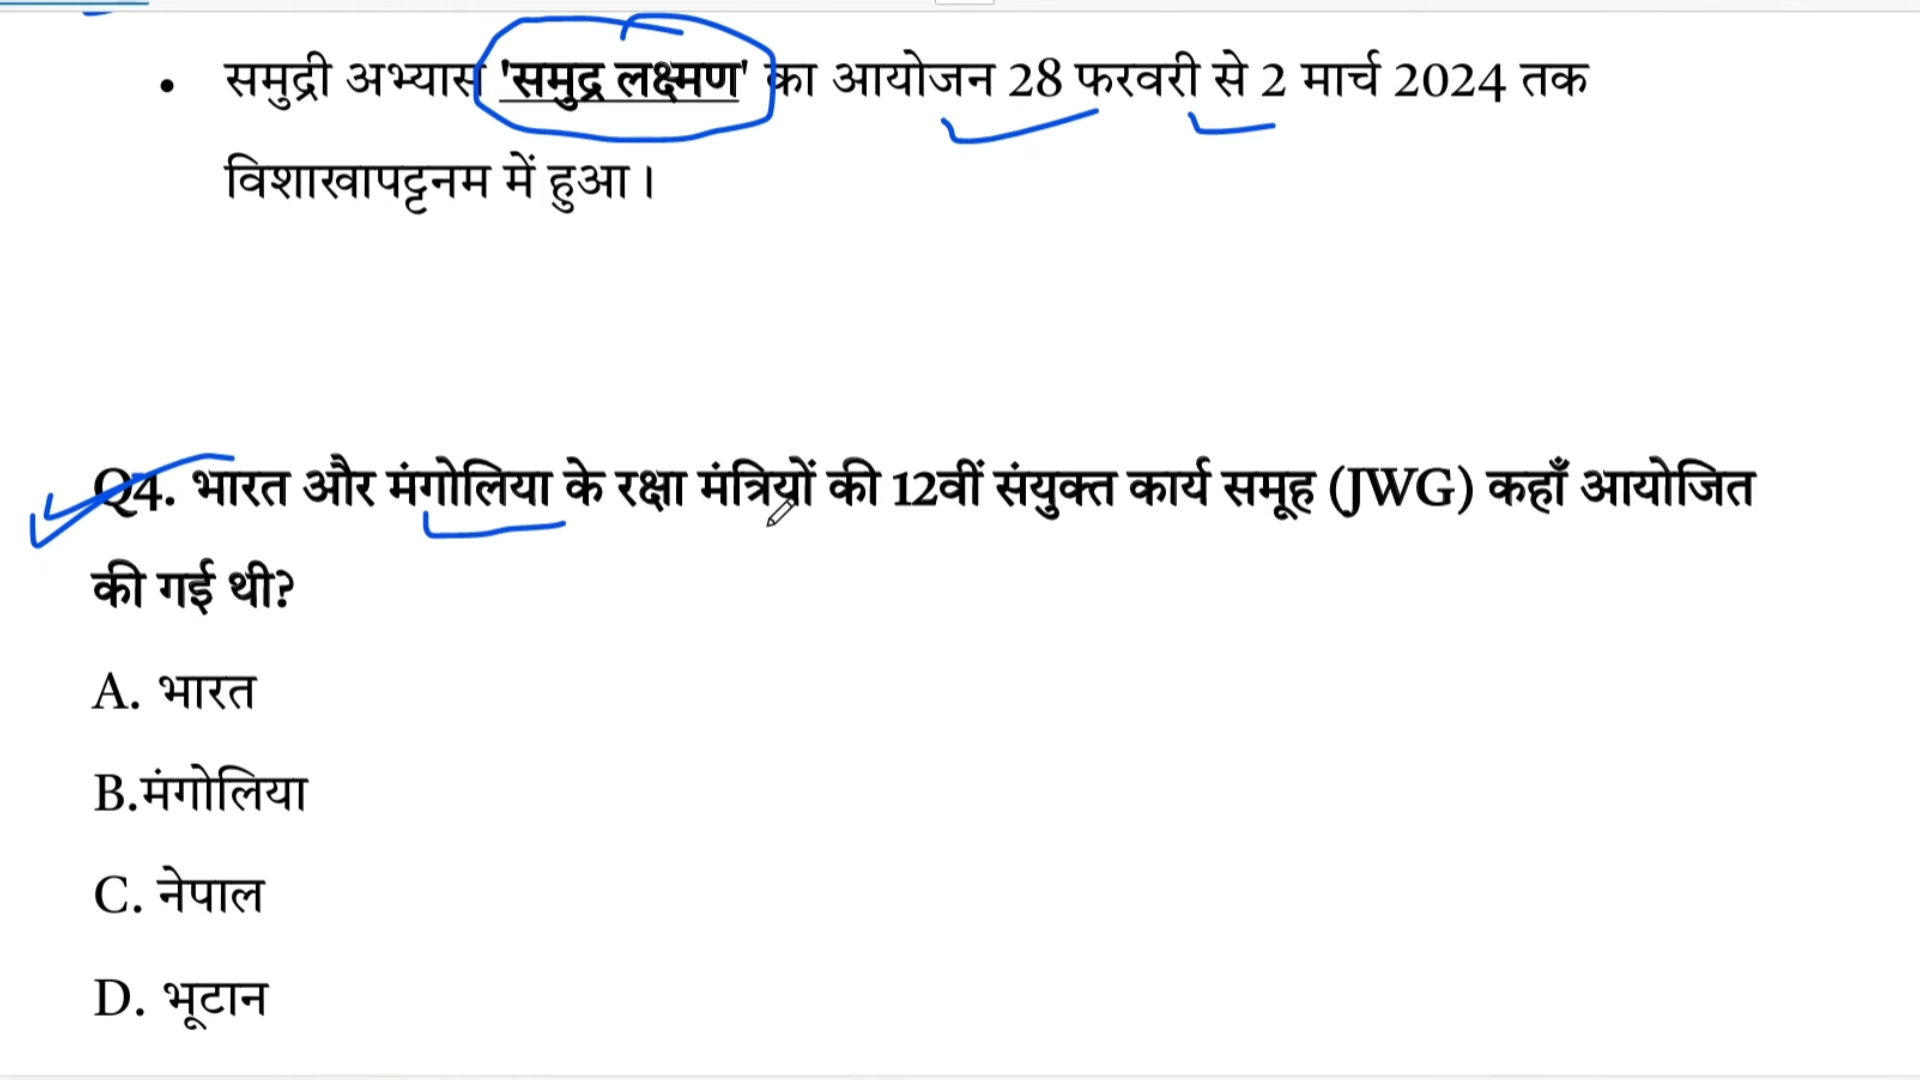 • समुद्री अभ्यास 'समुद्र लक्ष्मण' का आयोजन 28 फरवरी से 2 मार्च 2024 तक
विशाखापट्टनम में हुआ।
Q4. भारत और मंगोलिया के रक्षा मंत्रियों की 12वीं संयुक्त कार्य समूह (JWG) कहाँ आयोजित
की गई थी?
A. भारत
B.मंगोलिया
C. नेपाल
D. भूटान